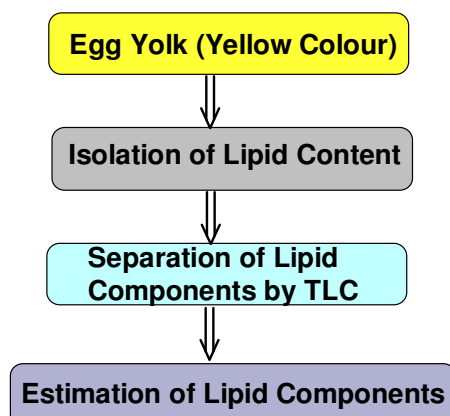 Egg Yolk (Yellow Colour)
Isolation of Lipid Content
Separation of Lipid
Components by TLC
Estimation of Lipid Components